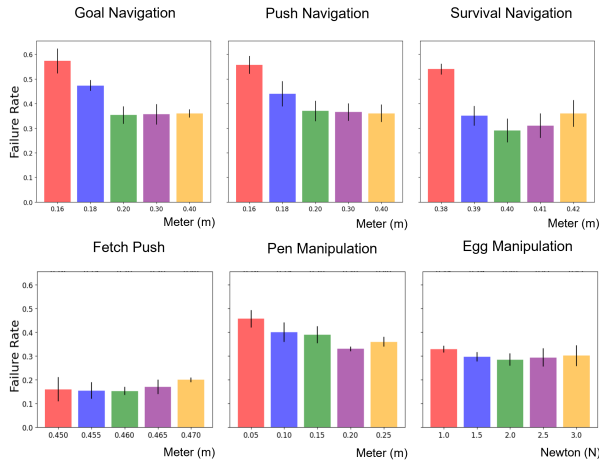 Goal Navigation
Push Navigation
Survival Navigation
Failure Rate
0.6
0.5
0.4
0.3
0.2
0.1
0.0
0.16 0.18 0.20 0.30 0.40
0.16 0.18 0.20 0.30 0.40
0.38 0.39 0.40 0.41 0.42
Meter (m)
Meter (m)
Meter (m)
Fetch Push
Pen Manipulation
Egg Manipulation
Failure Rate
0.6
0.5
0.4
0.3
0.2
0.1
0.0
0.450 0.455 0.460 0.465 0.470
0.05 0.10 0.15 0.20 0.25
1.0 1.5 2.0 2.5 3.0
Meter (m)
Meter (m)
Newton (N)